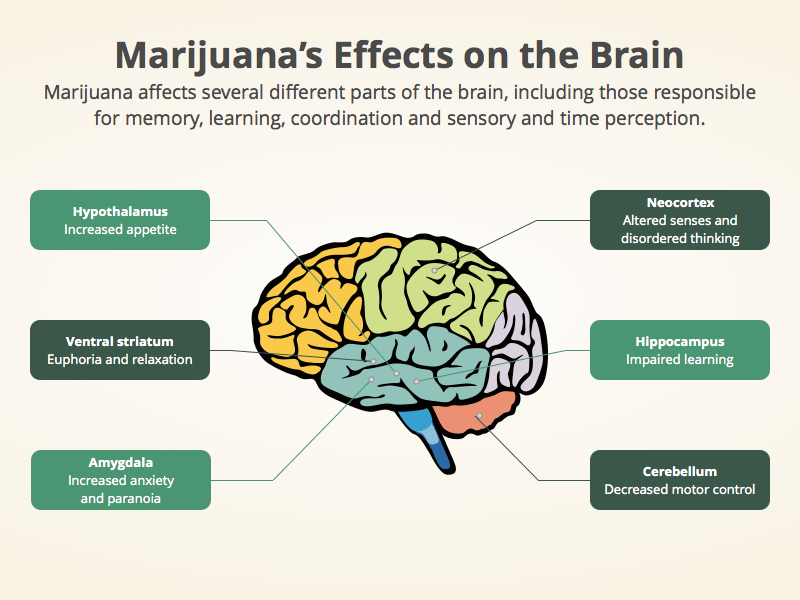 Marijuana’s Effects on the Brain
Marijuana affects several different parts of the brain, including those responsible
for memory, learning, coordination and sensory and time perception.
Hypothalamus
Increased appetite
Neocortex
Altered senses and
disordered thinking
Ventral striatum
Euphoria and relaxation
Hippocampus
Impaired learning
Amygdala
Increased anxiety
and paranoia
Cerebellum
Decreased motor control